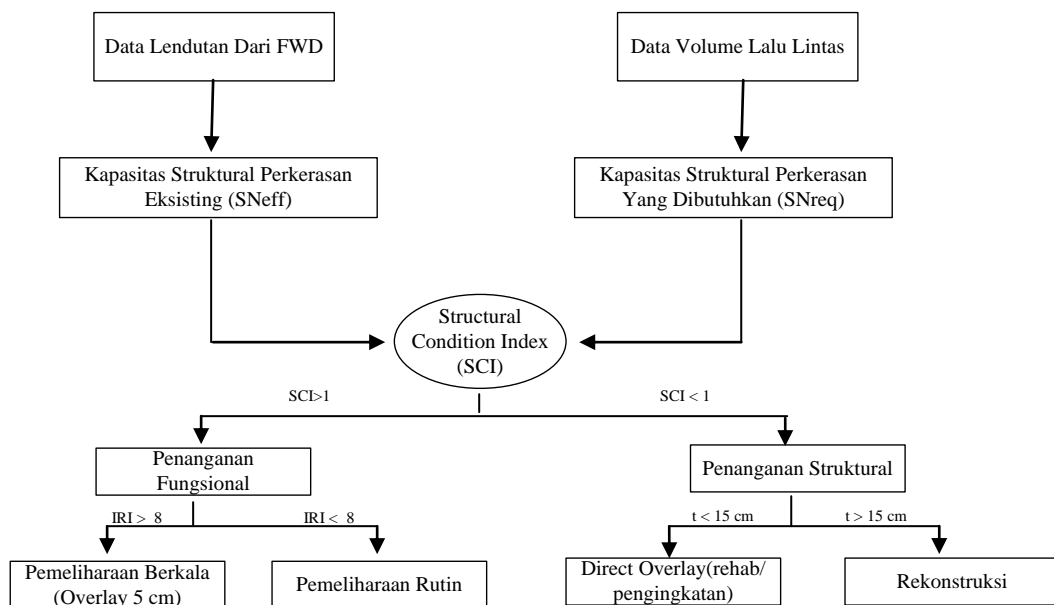 Data Lendutan Dari FWD
Data Volume Lalu Lintas
Kapasitas Struktural Perkerasan
Eksisting (SNeff)
Kapasitas Struktural Perkerasan
Yang Dibutuhkan (SNreq)
Structural
Condition Index
(SCI)
SCI>1
SCI < 1
Penanganan
Fungsional
Penanganan Struktural
IRI > 8
IRI < 8
t < 15 cm
t > 15 cm
Pemeliharaan Berkala
(Overlay 5 cm)
Pemeliharaan Rutin
Direct Overlay(rehab/
pengingkatan)
Rekonstruksi